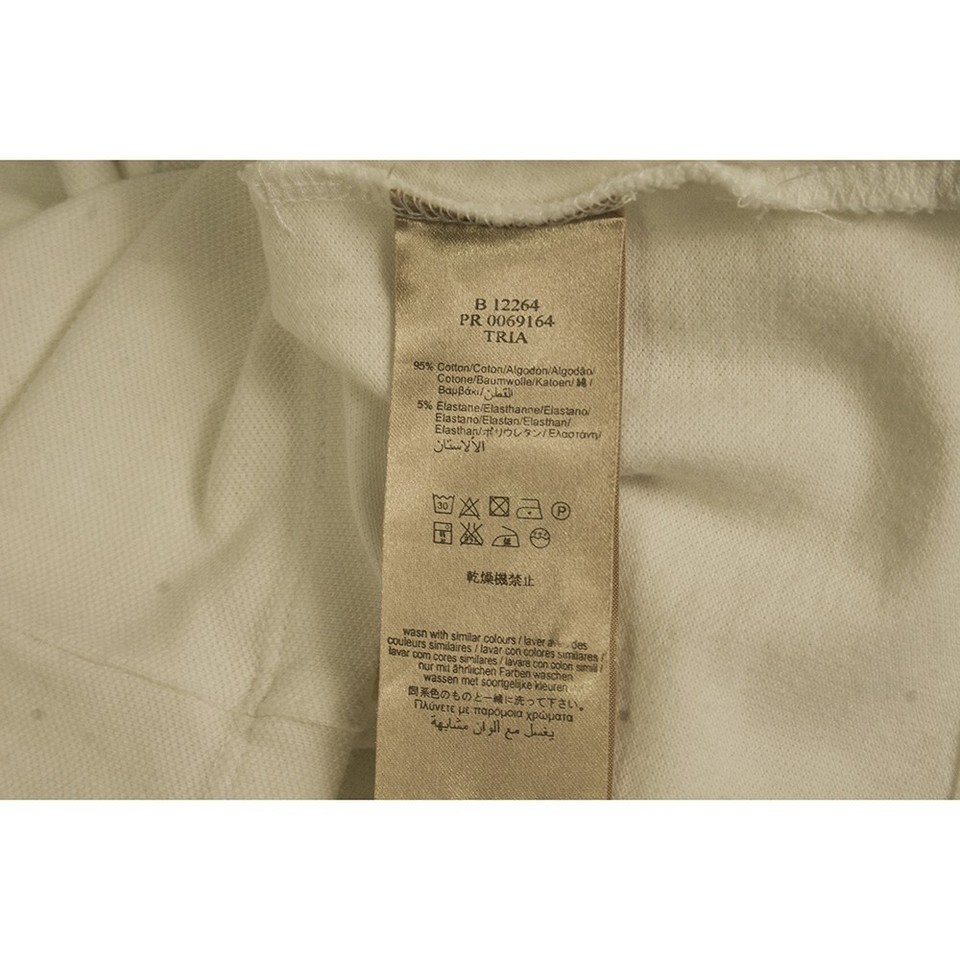 B 12264
PR 0069164
TRIA
95% Cotton/Coton/Algodón/Algodão/
Cotone/Baumwolle/Katoen/綿/
Βαμβάκι/القطن
5% Elastane/Elasthanne/Elastano/
Elastano/Elastan/Elasthan/
Elasthan/ポリウレタン/Ελαστάνη/
الألاستان
30
P
乾燥機禁止
wash with similar colours / laver des
couleurs similaires / lavar con colores similares /
lavar com cores similares / lavare con colori simili /
nur mit ähnlichen Farben waschen
wassen met soortgelijke kleuren
同系色のものと一緒に洗って下さい。
Πλύνετε με παρόμοια χρώματα
يغسل مع ألوان مشابهة